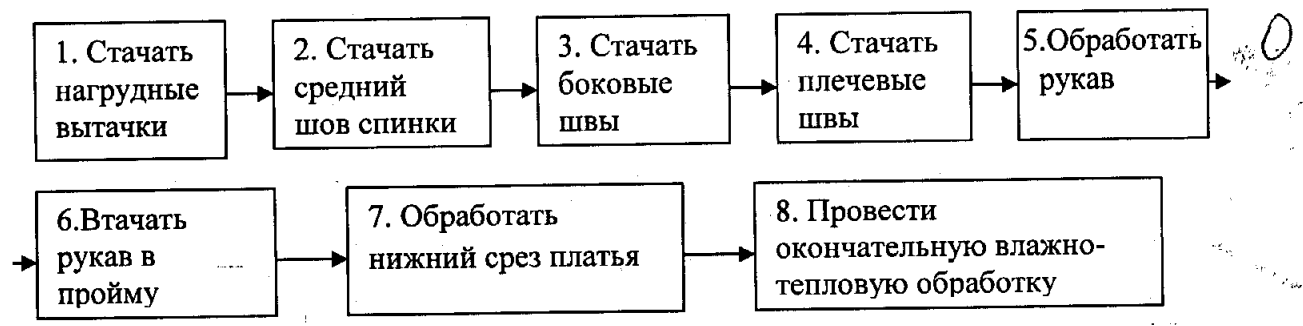 1. Стачать
нагрудные
вытачки
2. Стачать
средний
шов спинки
3. Стачать
боковые
швы
4. Стачать
плечевые
швы
5.Обработать
рукав
6.Втачать
рукав в
пройму
7. Обработать
нижний срез платья
8. Провести
окончательную влажно-
тепловую обработку